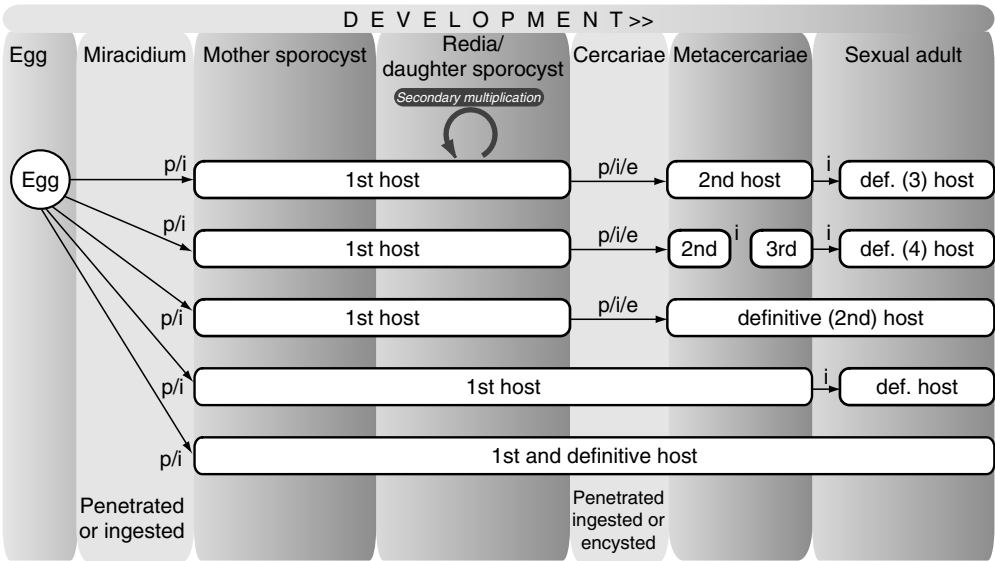 D E V E L O P M E N T >>
Egg
Miracidium
Mother sporocyst
Redia/
daughter sporocyst
Cercariae
Metacercariae
Sexual adult
Secondary multiplication
Egg
p/i
1st host
p/i/e
2nd host
i
def. (3) host
p/i
1st host
p/i/e
2nd
i
3rd
i
def. (4) host
p/i
1st host
p/i/e
definitive (2nd) host
p/i
1st host
i
def. host
p/i
1st and definitive host
Penetrated
or ingested
Penetrated
ingested or
encysted